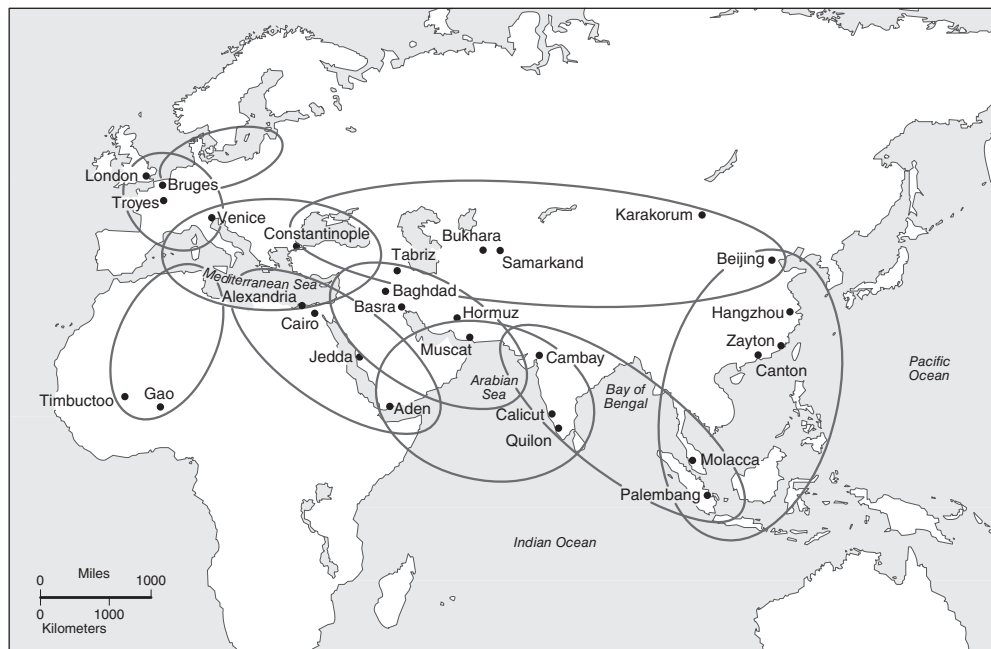 London
Bruges
Troyes
Venice
Constantinople
Karakorum
Bukhara
Samarkand
Tabriz
Beijing
Mediterranean Sea
Alexandria
Baghdad
Basra
Cairo
Hormuz
Hangzhou
Muscat
Zayton
Jedda
Cambay
Canton
Arabian
Sea
Bay of
Bengal
Pacific
Ocean
Timbuctoo
Gao
Aden
Calicut
Quilon
Molacca
Palembang
Indian Ocean
Miles
0 1000
0 1000
Kilometers